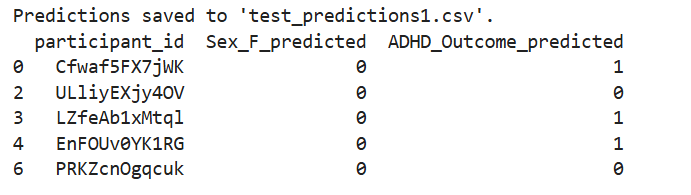 Predictions saved to 'test_predictions1.csv'.
participant_id Sex_F_predicted ADHD_Outcome_predicted
0 Cfwaf5FX7jWK 0 1
2 ULliyEXjy4OV 0 0
3 LZfeAb1xMtql 0 1
4 EnFOUv0YK1RG 0 1
6 PRKZcnOgqcuk 0 0